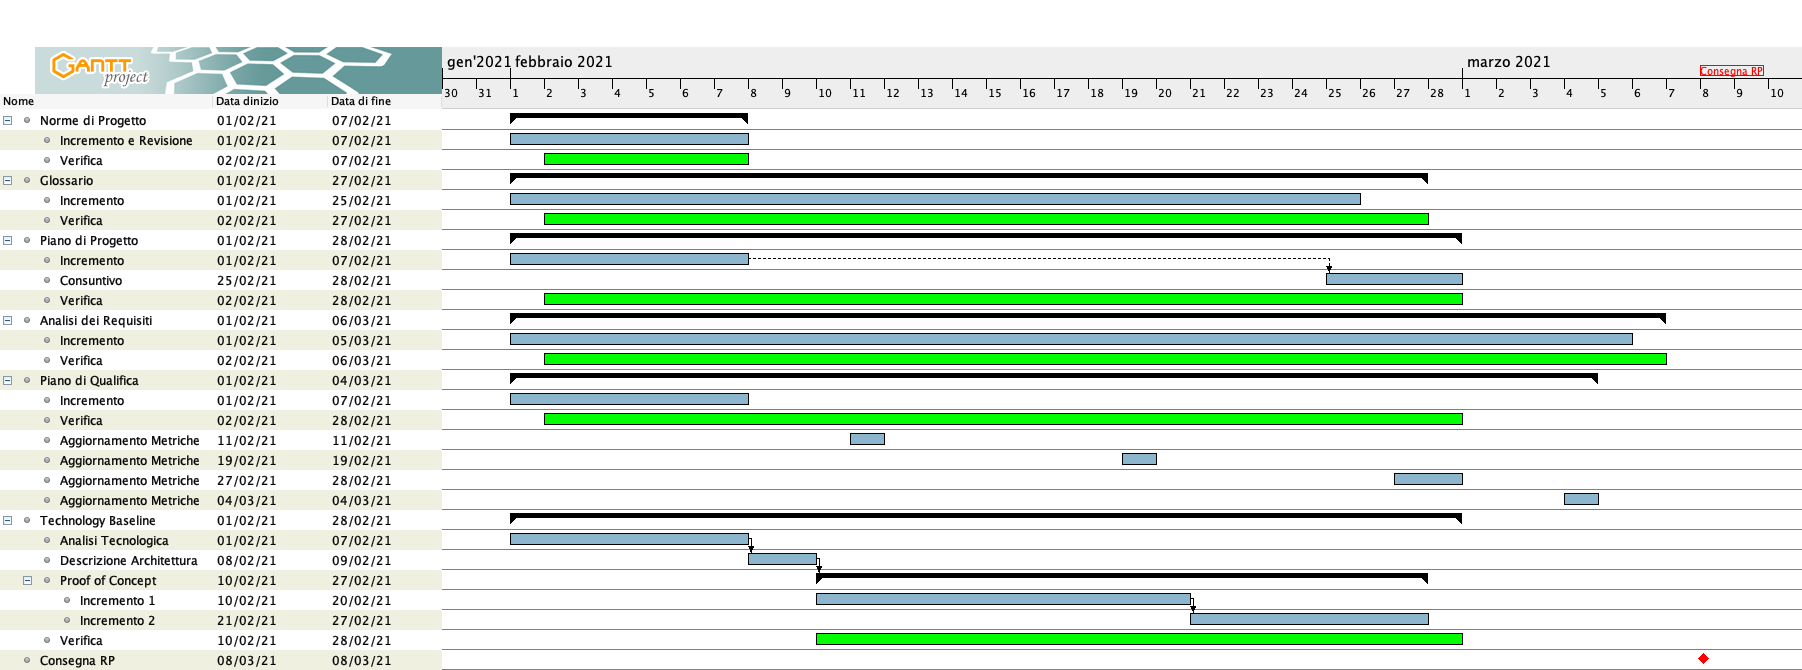 GANTT project
gen'2021 febbraio 2021 marzo 2021
Consegna RP
30 31 1 2 3 4 5 6 7 8 9 10 11 12 13 14 15 16 17 18 19 20 21 22 23 24 25 26 27 28 1 2 3 4 5 6 7 8 9 10
Nome Data dinizio Data di fine
Norme di Progetto 01/02/21 07/02/21
Incremento e Revisione 01/02/21 07/02/21
Verifica 02/02/21 07/02/21
Glossario 01/02/21 27/02/21
Incremento 01/02/21 25/02/21
Verifica 02/02/21 27/02/21
Piano di Progetto 01/02/21 28/02/21
Incremento 01/02/21 07/02/21
Consuntivo 25/02/21 28/02/21
Verifica 02/02/21 28/02/21
Analisi dei Requisiti 01/02/21 06/03/21
Incremento 01/02/21 05/03/21
Verifica 02/02/21 06/03/21
Piano di Qualifica 01/02/21 04/03/21
Incremento 01/02/21 07/02/21
Verifica 02/02/21 28/02/21
Aggiornamento Metriche 11/02/21 11/02/21
Aggiornamento Metriche 19/02/21 19/02/21
Aggiornamento Metriche 27/02/21 28/02/21
Aggiornamento Metriche 04/03/21 04/03/21
Technology Baseline 01/02/21 28/02/21
Analisi Tecnologica 01/02/21 07/02/21
Descrizione Architettura 08/02/21 09/02/21
Proof of Concept 10/02/21 27/02/21
Incremento 1 10/02/21 20/02/21
Incremento 2 21/02/21 27/02/21
Verifica 10/02/21 28/02/21
Consegna RP 08/03/21 08/03/21